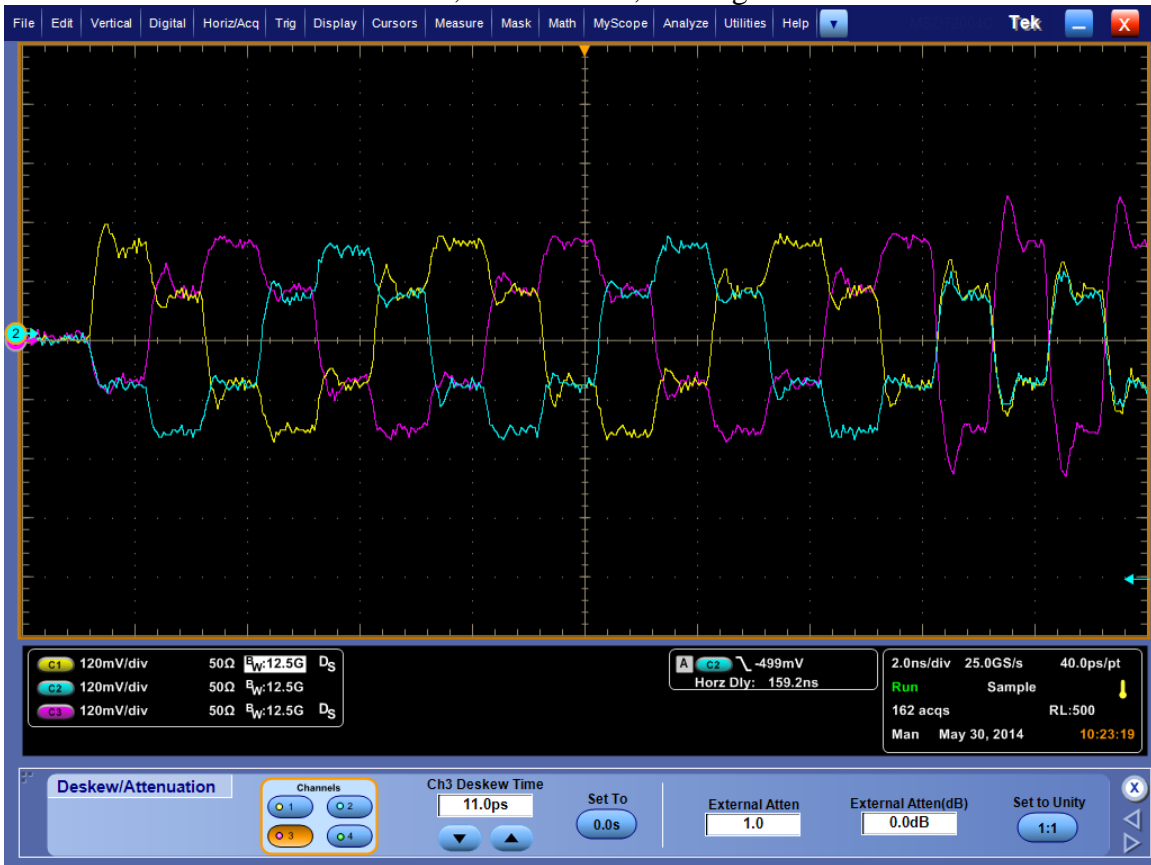 File Edit Vertical Digital Horiz/Acq Trig Display Cursors Measure Mask Math MyScope Analyze Utilities Help Tek X
2
C1 120mV/div 50Ω BW:12.5G DS
C2 120mV/div 50Ω BW:12.5G
C3 120mV/div 50Ω BW:12.5G DS
A C2 -499mV
Horz Dly: 159.2ns
2.0ns/div 25.0GS/s 40.0ps/pt
Run Sample
162 acqs RL:500
Man May 30, 2014 10:23:19
Deskew/Attenuation
Channels
1 2
3 4
Ch3 Deskew Time
11.0ps
Set To
0.0s
External Atten
1.0
External Atten(dB)
0.0dB
Set to Unity
1:1
X